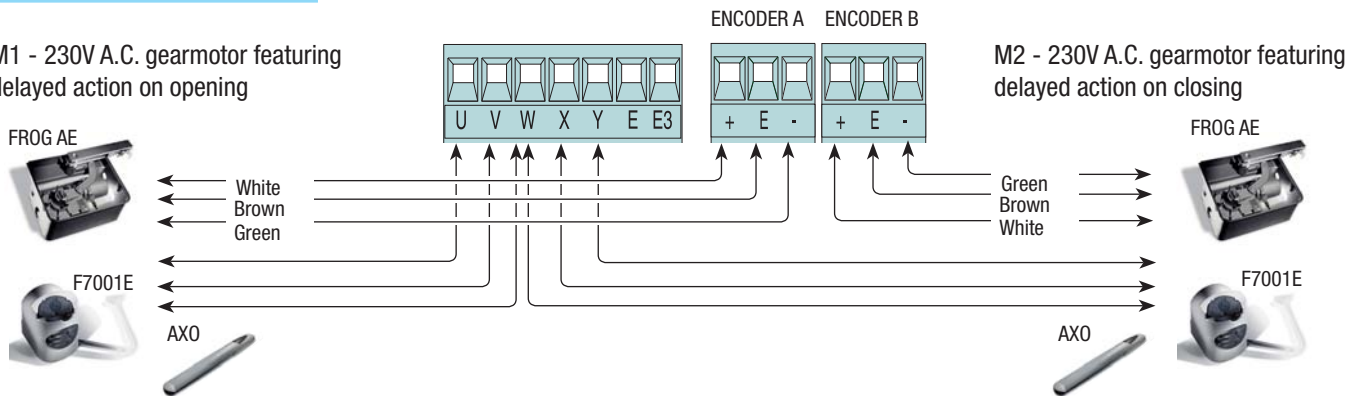 ENCODER A ENCODER B
M1 - 230V A.C. gearmotor featuring
delayed action on opening
M2 - 230V A.C. gearmotor featuring
delayed action on closing
U V W X Y E E3
+ E - + E -
FROG AE
FROG AE
White
Brown
Green
Green
Brown
White
F7001E
F7001E
AXO
AXO